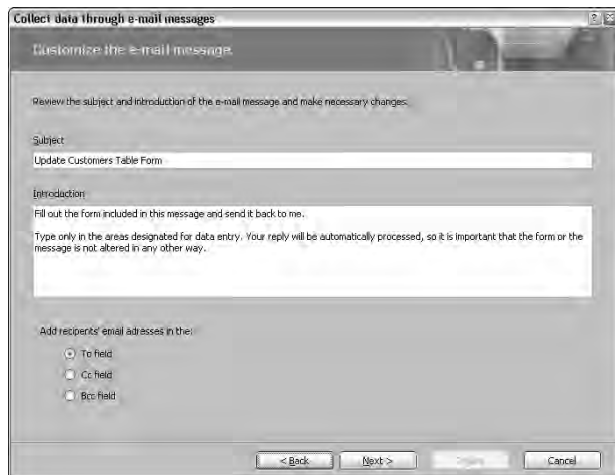 Collect data through e-mail messages
Customize the e-mail message.
Review the subject and introduction of the e-mail message and make necessary changes.
Subject
Update Customers Table Form
Introduction
Fill out the form included in this message and send it back to me.
Type only in the areas designated for data entry. Your reply will be automatically processed, so it is important that the form or the
message is not altered in any other way.
Add recipients' email adresses in the:
To field
Cc field
Bcc field
< Back
Next >
Cancel